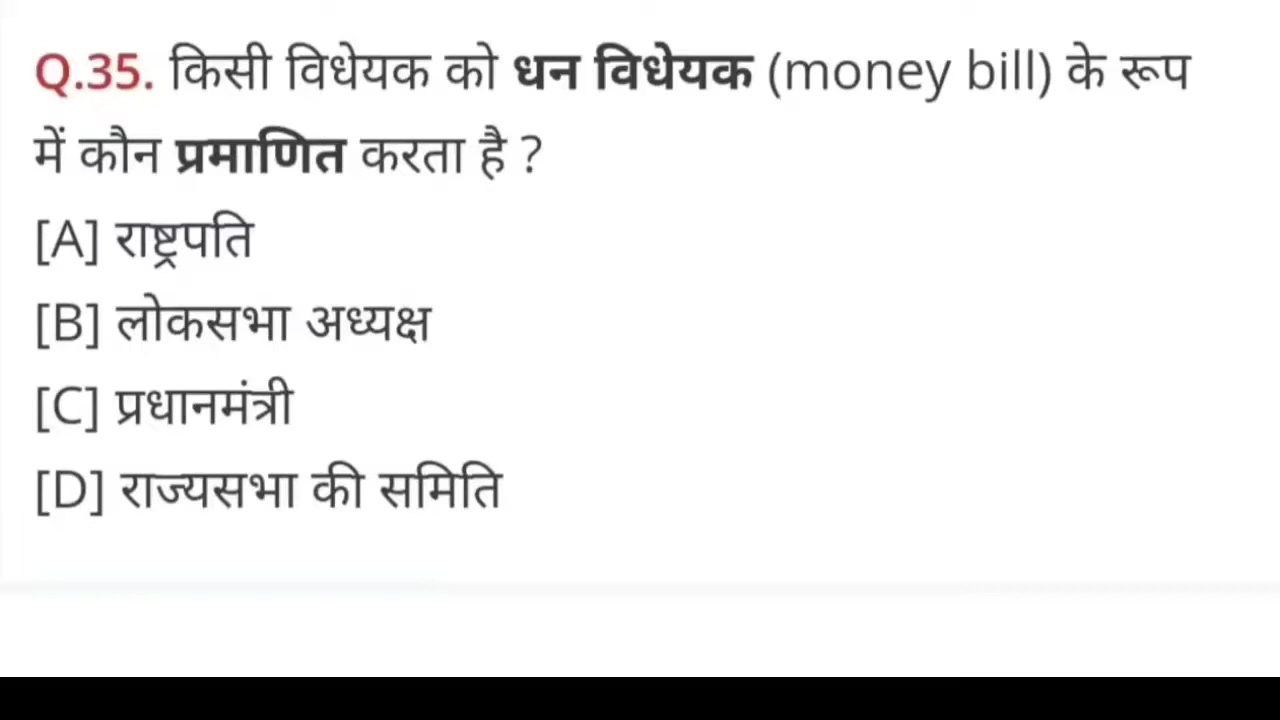 Q.35. किसी विधेयक को धन विधेयक (money bill) के रूप
में कौन प्रमाणित करता है ?
[A] राष्ट्रपति
[B] लोकसभा अध्यक्ष
[C] प्रधानमंत्री
[D] राज्यसभा की समिति